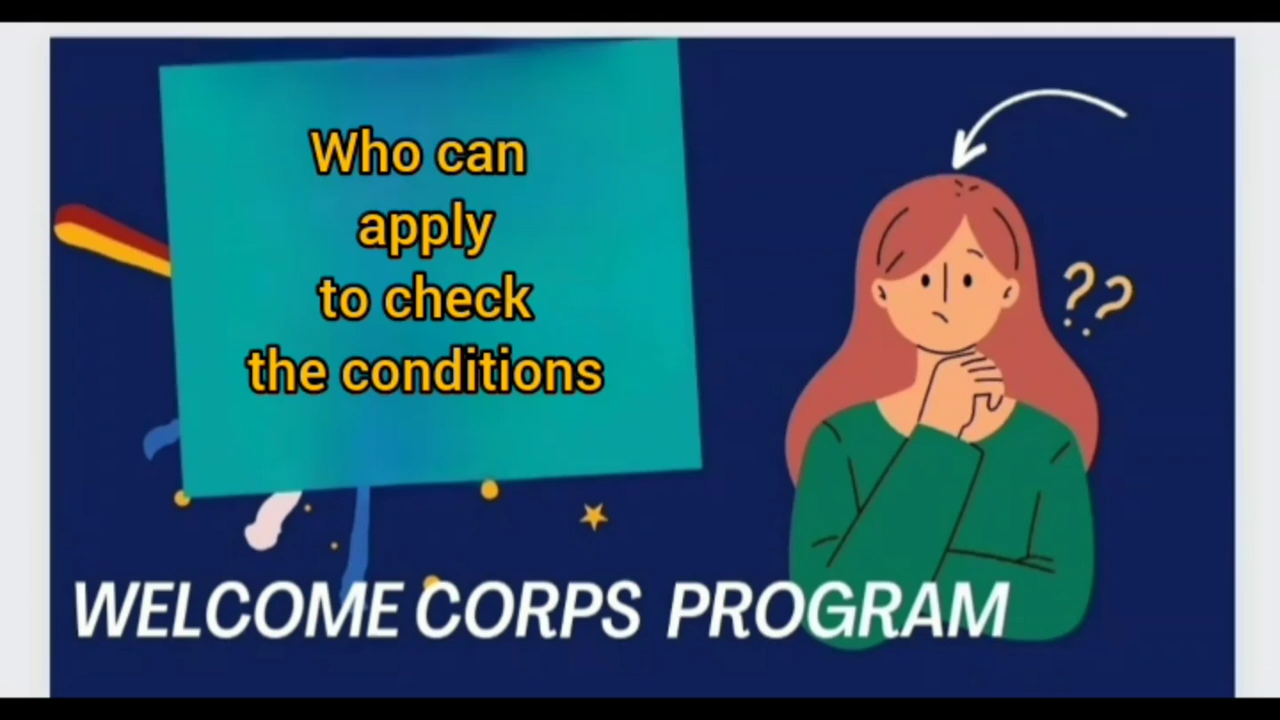 Who can
apply
to check
the conditions
??
WELCOME CORPS PROGRAM